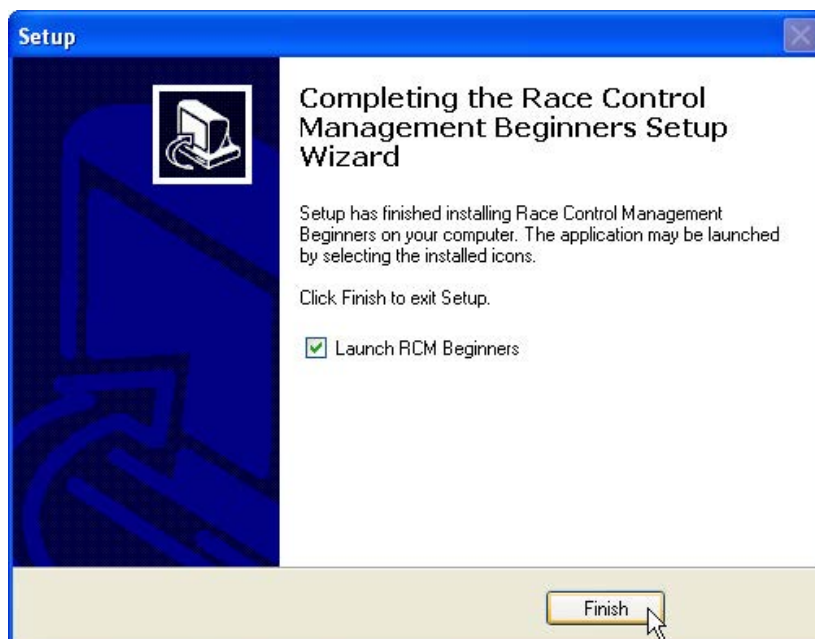 Setup
Completing the Race Control
Management Beginners Setup
Wizard
Setup has finished installing Race Control Management
Beginners on your computer. The application may be launched
by selecting the installed icons.
Click Finish to exit Setup.
Launch RCM Beginners
Finish